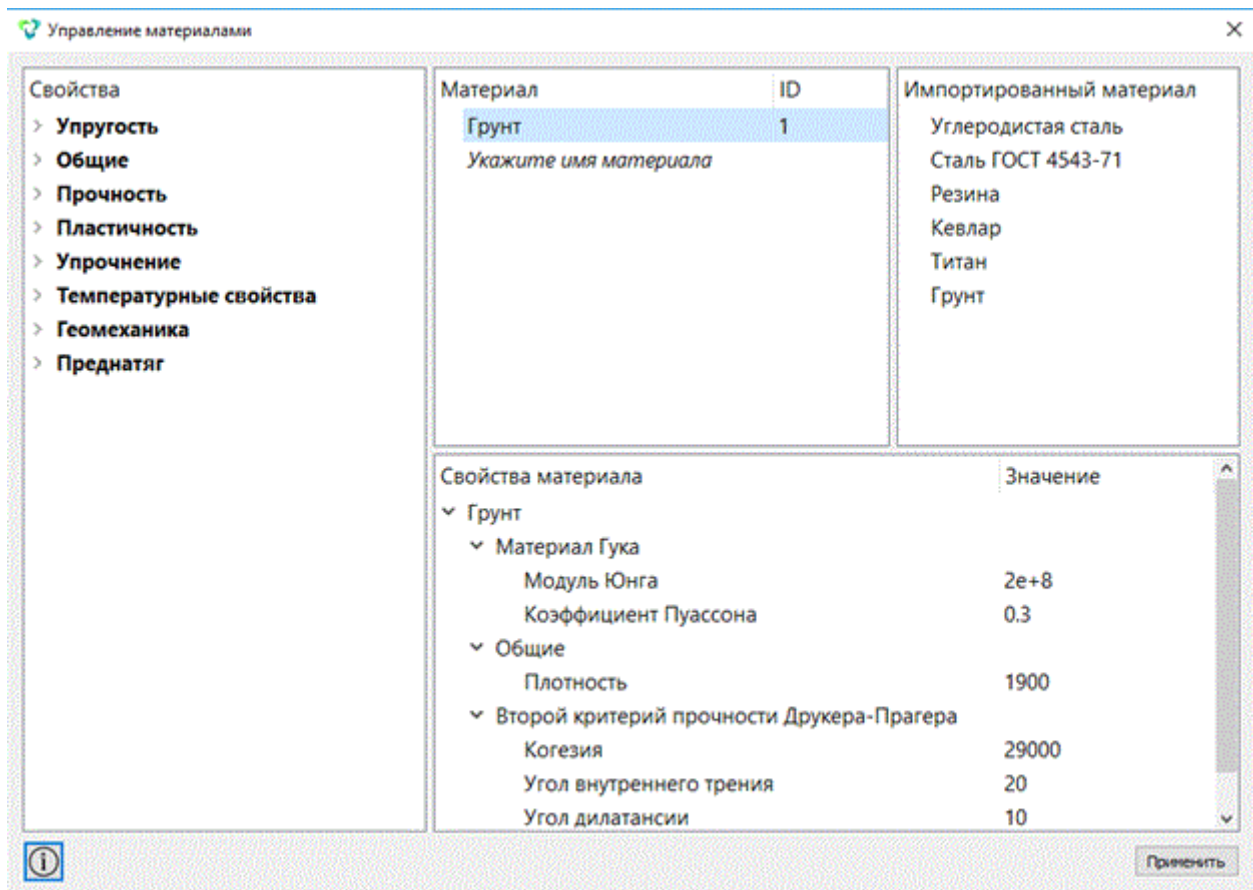 Управление материалами
Свойства
Упругость
Общие
Прочность
Пластичность
Упрочнение
Температурные свойства
Геомеханика
Преднатяг
Материал ID
Грунт 1
Укажите имя материала
Импортированный материал
Углеродистая сталь
Сталь ГОСТ 4543-71
Резина
Кевлар
Титан
Грунт
Свойства материала Значение
Грунт
Материал Гука
Модуль Юнга 2e+8
Коэффициент Пуассона 0.3
Общие
Плотность 1900
Второй критерий прочности Друкера-Прагера
Когезия 29000
Угол внутреннего трения 20
Угол дилатансии 10
Применить